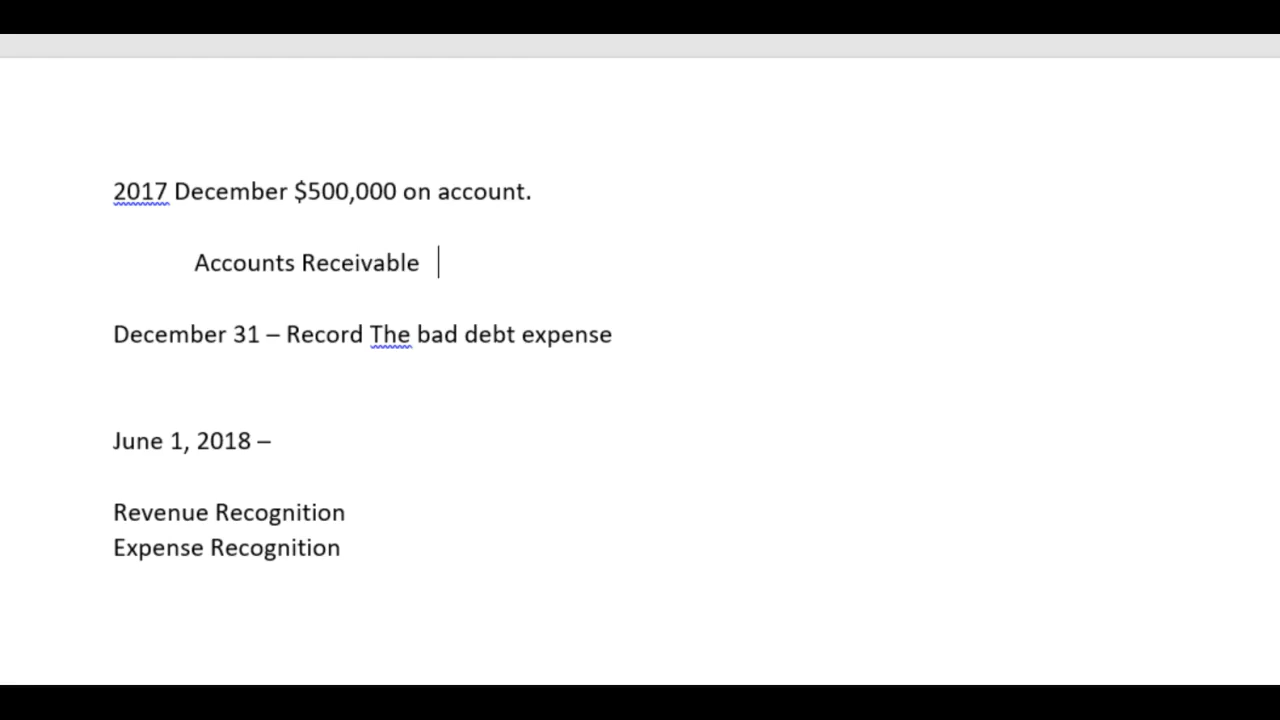 2017 December $500,000 on account.
Accounts Receivable
December 31 – Record The bad debt expense
June 1, 2018 –
Revenue Recognition
Expense Recognition